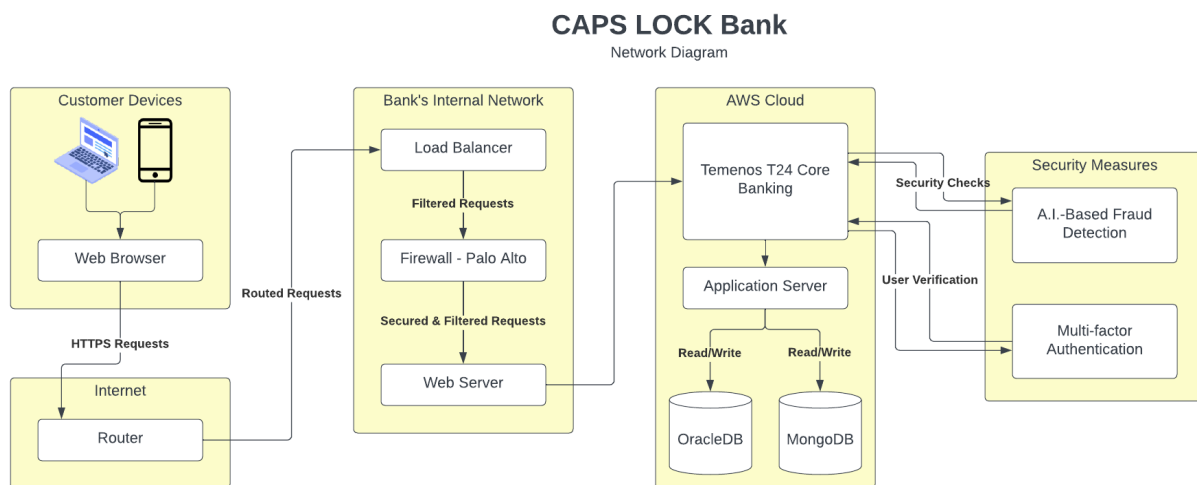 CAPS LOCK Bank
Network Diagram
Customer Devices
Web Browser
HTTPS Requests
Internet
Router
Routed Requests
Bank's Internal Network
Load Balancer
Filtered Requests
Firewall - Palo Alto
Secured & Filtered Requests
Web Server
AWS Cloud
Temenos T24 Core
Banking
Application Server
Read/Write
Read/Write
OracleDB
MongoDB
Security Checks
User Verification
Security Measures
A.I.-Based Fraud
Detection
Multi-factor
Authentication